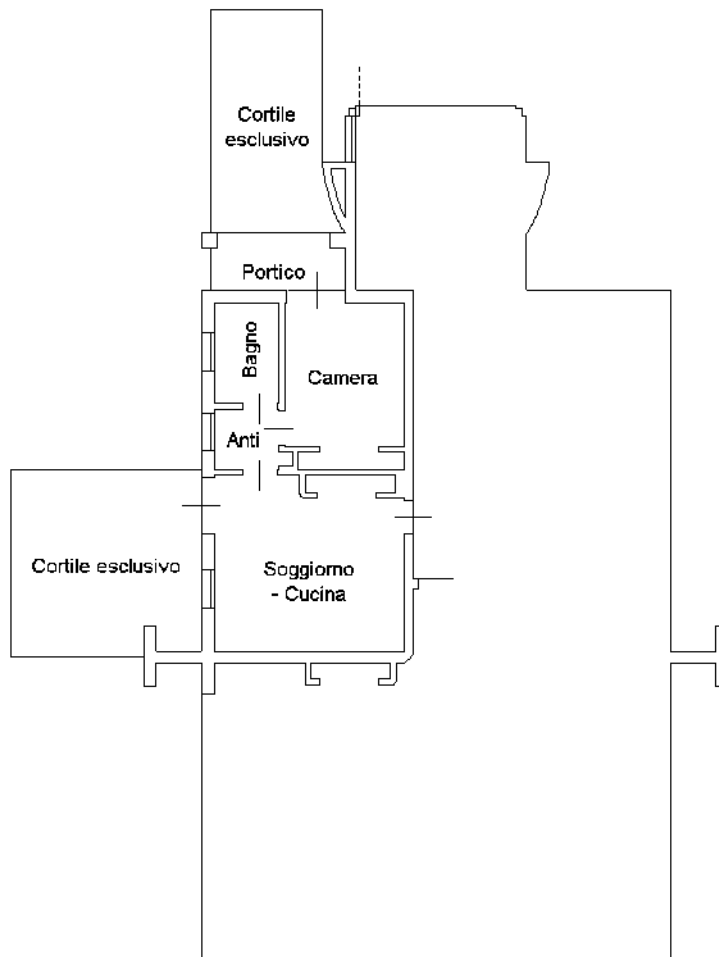 Cortile
esclusivo
Portico
Bagno
Camera
Anti
Cortile esclusivo
Soggiorno
- Cucina